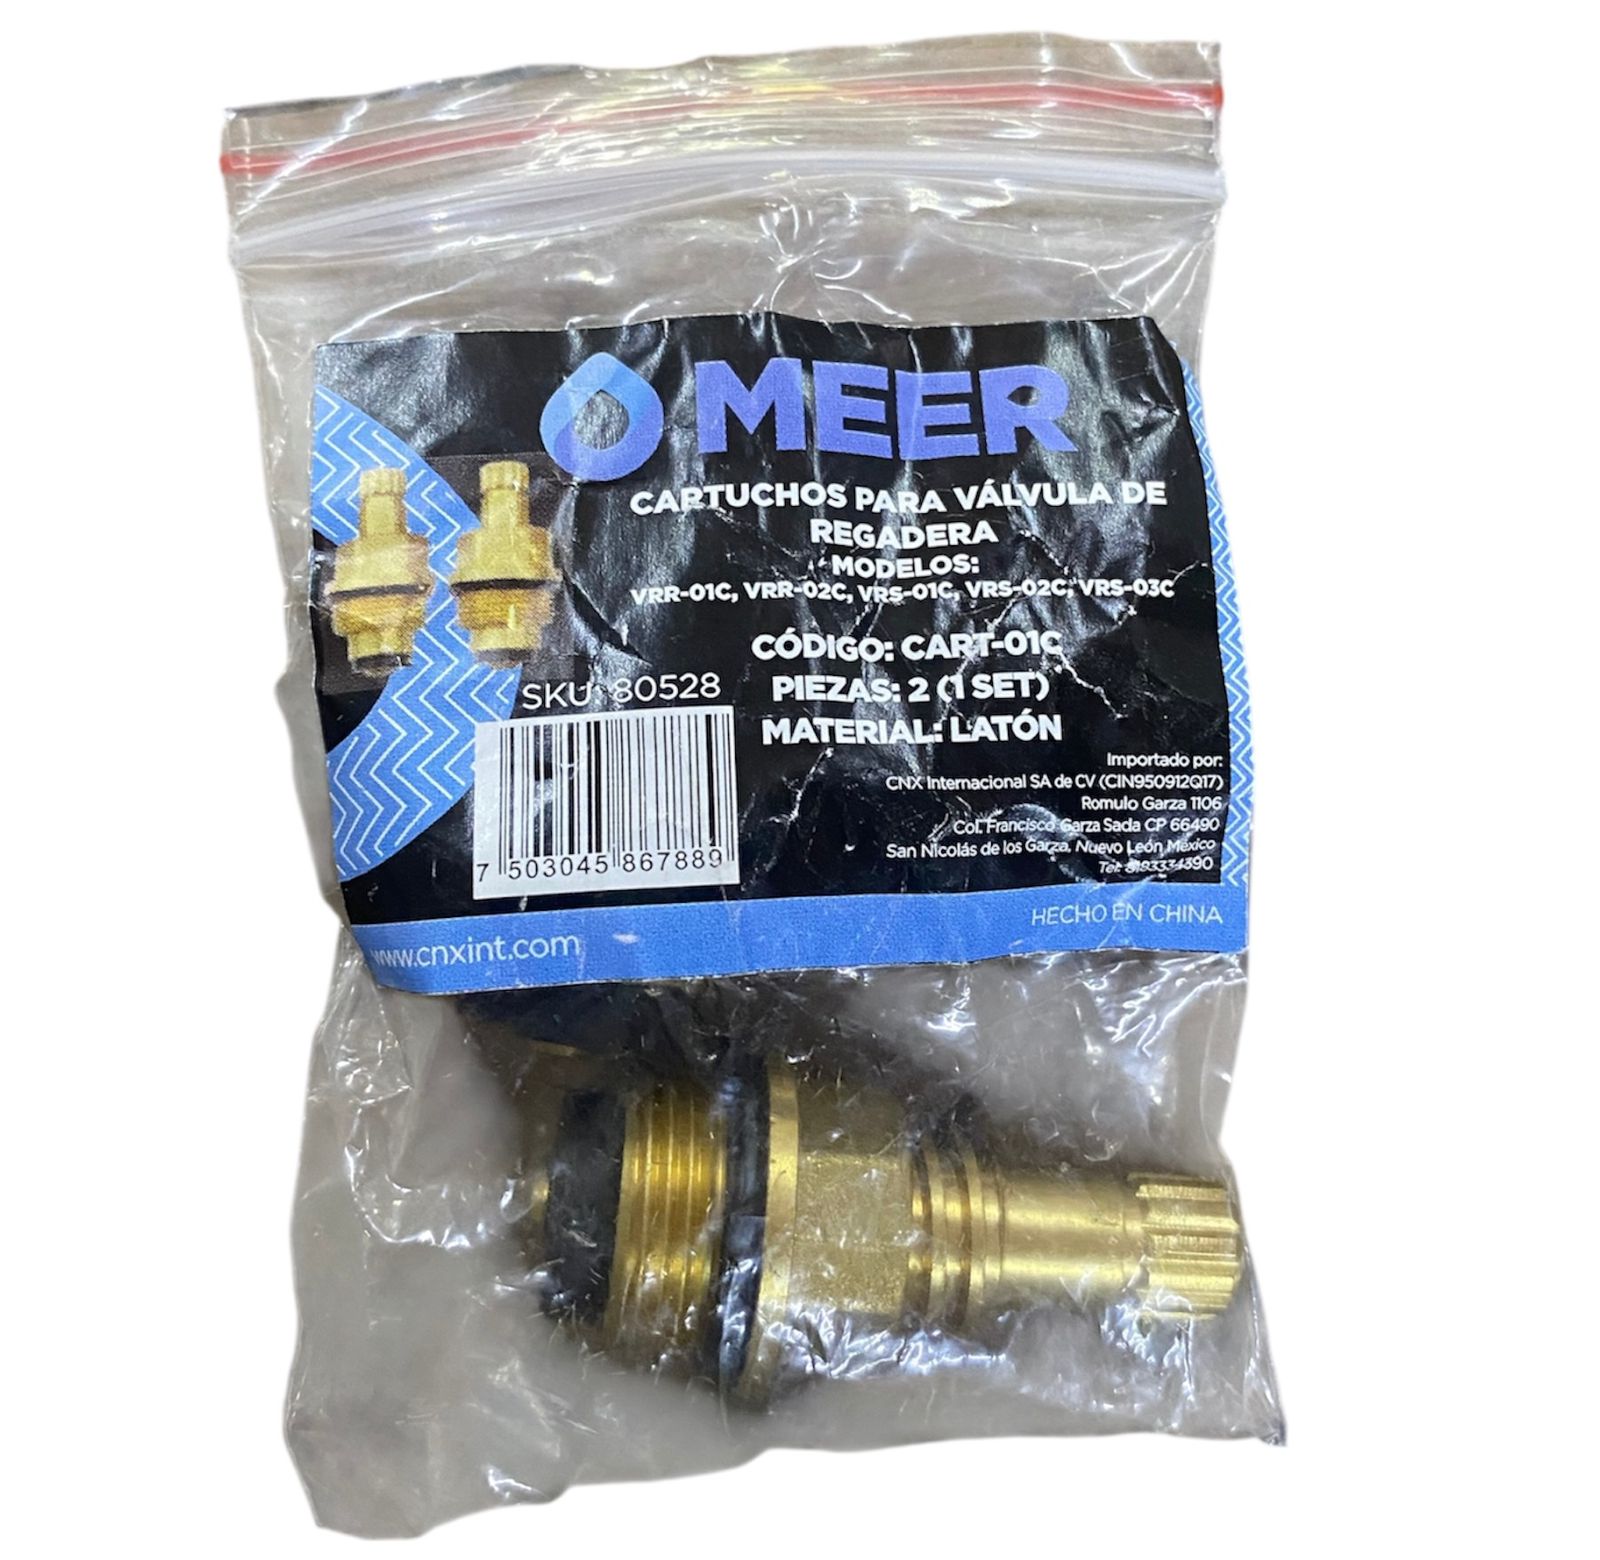 MEER
CARTUCHOS PARA VÁLVULA DE
REGADERA
MODELOS:
VRR-01C, VRR-02C, VRS-01C, VRS-02C, VRS-03C
CÓDIGO: CART-01C
PIEZAS: 2 (1 SET)
MATERIAL: LATÓN
SKU: 80528
7 503045 867889
Importado por:
CNX Internacional SA de CV (CIN950912Q17)
Romulo Garza 1106
Col. Francisco Garza Sada CP 66490
San Nicolás de los Garza, Nuevo León México
Tel:
HECHO EN CHINA
www.cnxint.com